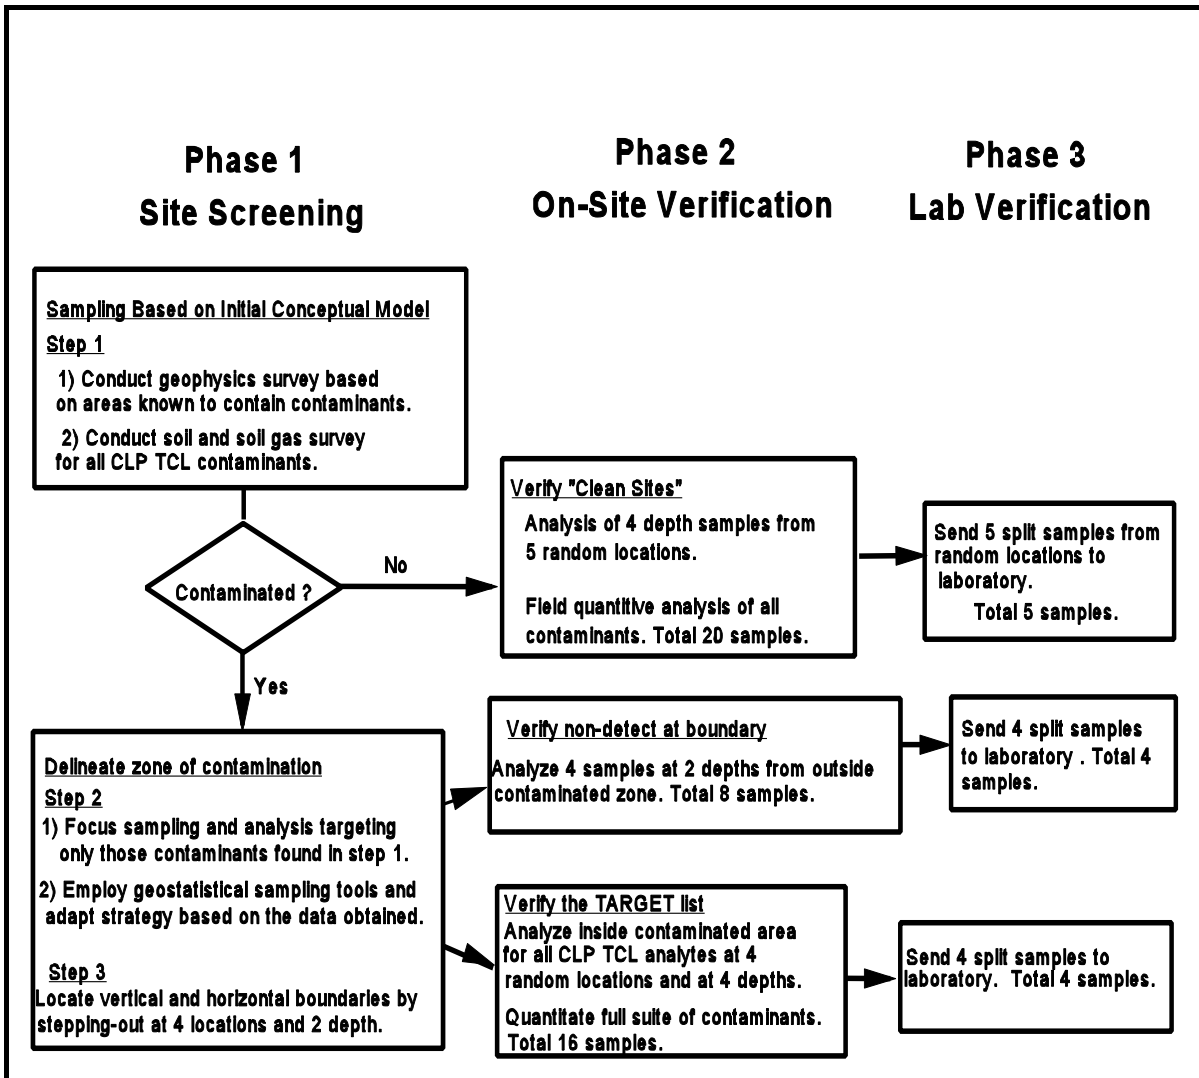 Phase 1
Site Screening
Phase 2
On-Site Verification
Phase 3
Lab Verification
Sampling Based on Initial Conceptual Model
Step 1
1) Conduct geophysics survey based
on areas known to contain contaminants.
2) Conduct soil and soil gas survey
for all CLP TCL contaminants.
Contaminated ?
No
Yes
Verify "Clean Sites"
Analysis of 4 depth samples from
5 random locations.
Field quantitive analysis of all
contaminants. Total 20 samples.
Send 5 split samples from
random locations to
laboratory.
Total 5 samples.
Delineate zone of contamination
Step 2
1) Focus sampling and analysis targeting
only those contaminants found in step 1.
2) Employ geostatistical sampling tools and
adapt strategy based on the data obtained.
Step 3
Locate vertical and horizontal boundaries by
stepping-out at 4 locations and 2 depth.
Verify non-detect at boundary
Analyze 4 samples at 2 depths from outside
contaminated zone. Total 8 samples.
Send 4 split samples
to laboratory . Total 4
samples.
Verify the TARGET list
Analyze inside contaminated area
for all CLP TCL analytes at 4
random locations and at 4 depths.
Quantitate full suite of contaminants.
Total 16 samples.
Send 4 split samples to
laboratory. Total 4 samples.